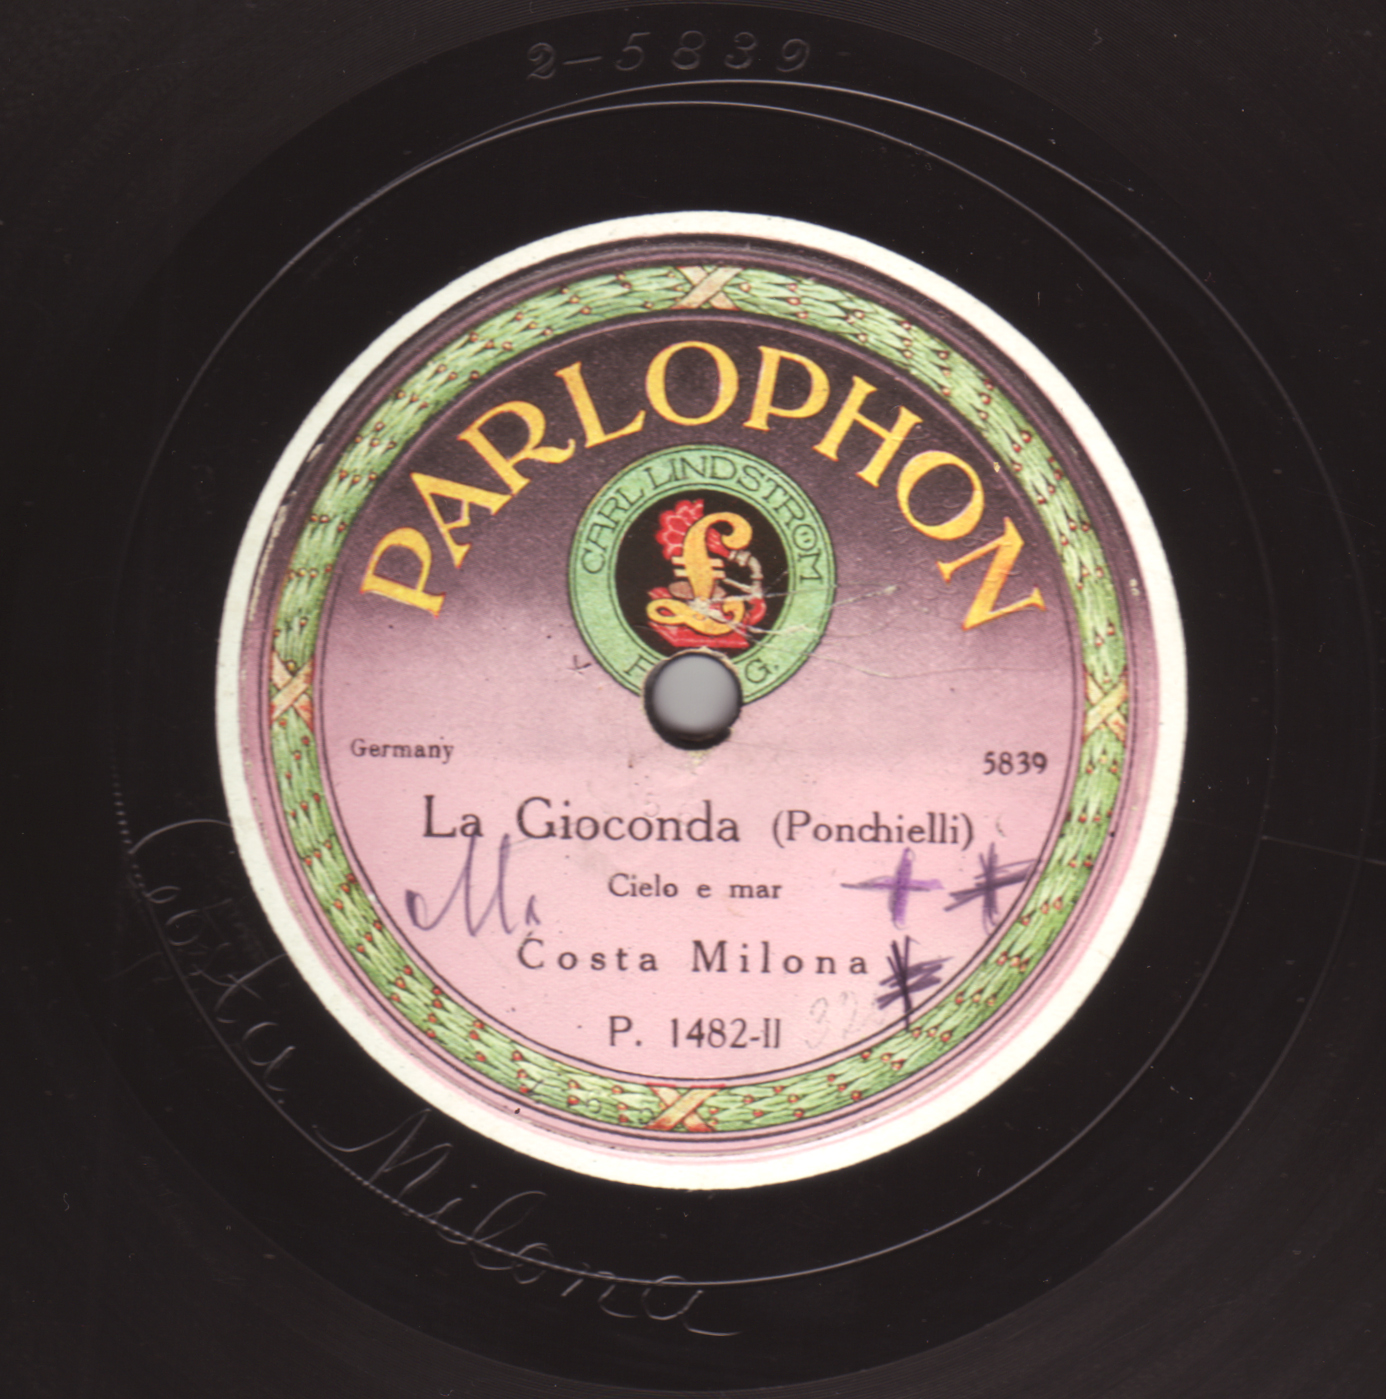 2-5839
PARLOPHON
CARL LINDSTRÖM
G.
£
Germany
5839
La Gioconda (Ponchielli)
Cielo e mar
M
Costa Milona
P. 1482-II
Costa Milona